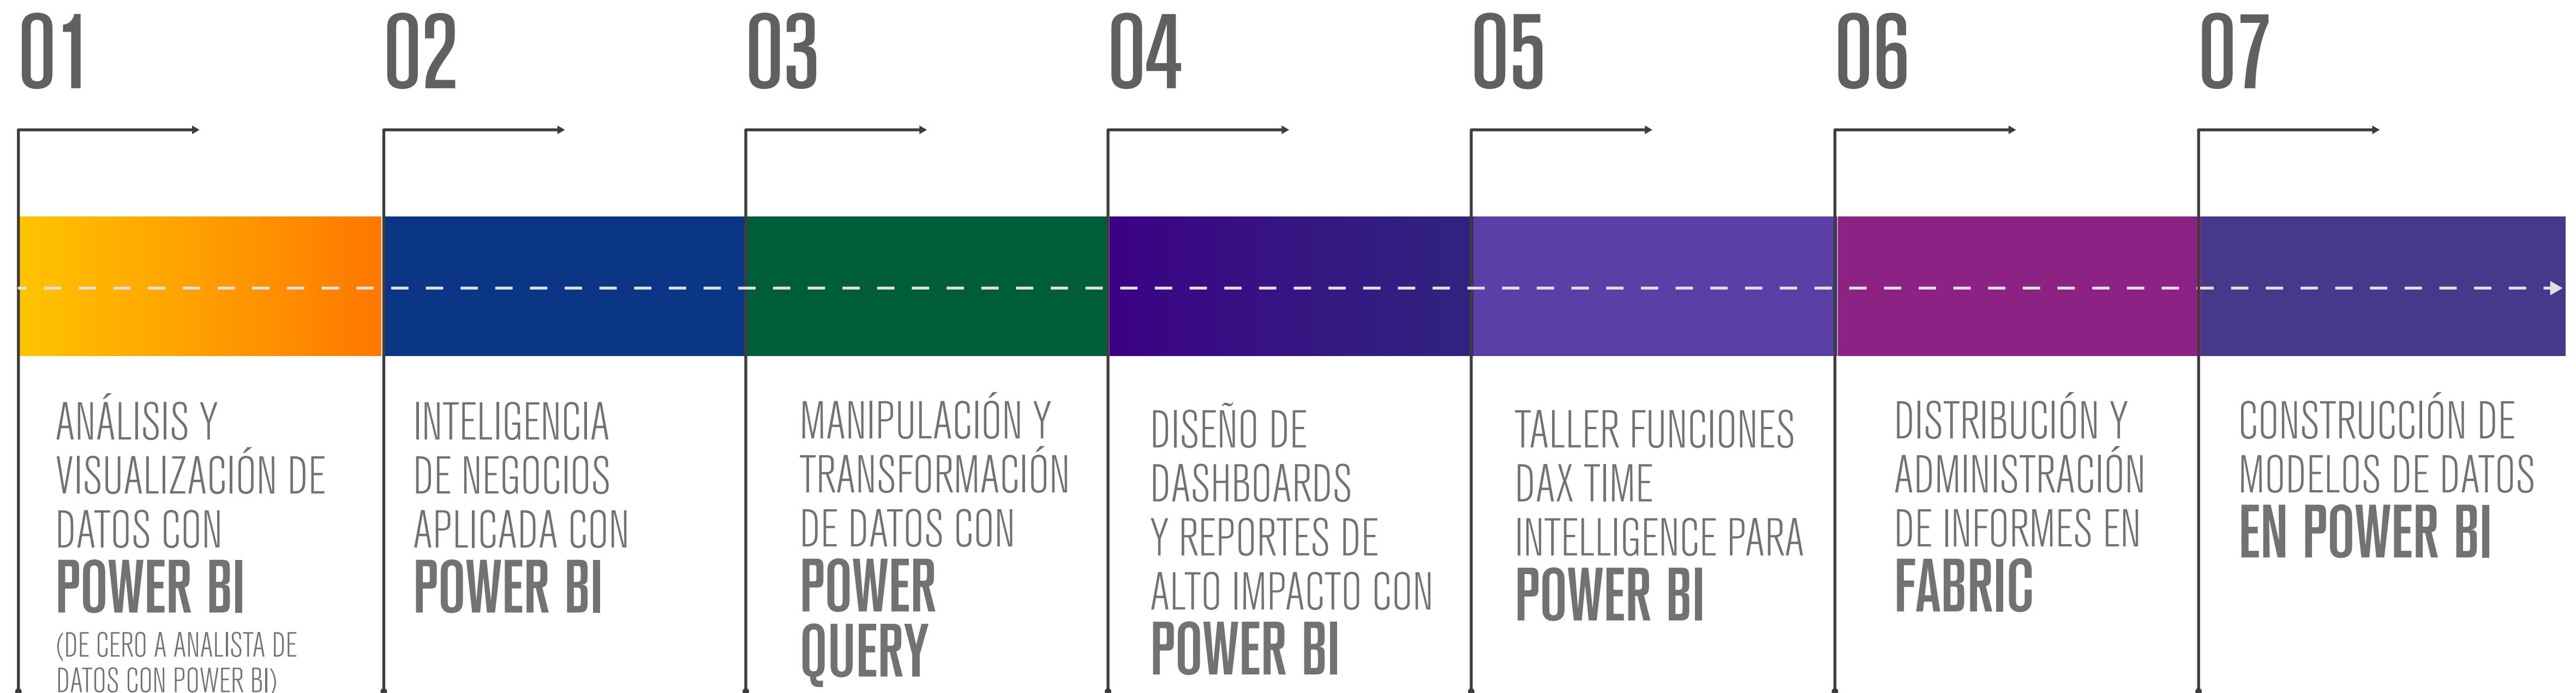 01
ANÁLISIS Y
VISUALIZACIÓN DE
DATOS CON
POWER BI
(DE CERO A ANALISTA DE
DATOS CON POWER BI)
02
INTELIGENCIA
DE NEGOCIOS
APLICADA CON
POWER BI
03
MANIPULACIÓN Y
TRANSFORMACIÓN
DE DATOS CON
POWER
QUERY
04
DISEÑO DE
DASHBOARDS
Y REPORTES DE
ALTO IMPACTO CON
POWER BI
05
TALLER FUNCIONES
DAX TIME
INTELLIGENCE PARA
POWER BI
06
DISTRIBUCIÓN Y
ADMINISTRACIÓN
DE INFORMES EN
FABRIC
07
CONSTRUCCIÓN DE
MODELOS DE DATOS
EN POWER BI